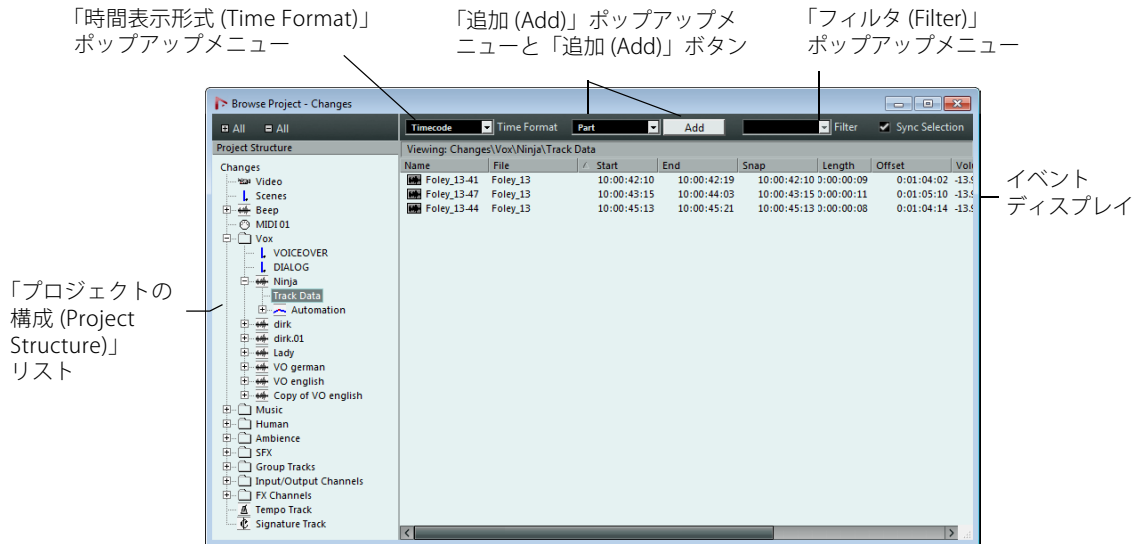 「時間表示形式 (Time Format)」
ポップアップメニュー
「追加 (Add)」ポップアップメ
ニューと「追加 (Add)」ボタン
「フィルタ (Filter)」
ポップアップメニュー
Browse Project - Changes
All All
Timecode Time Format Part Add Filter Sync Selection
Project Structure
Viewing: Changes\Vox\Ninja\Track Data
Name File Start End Snap Length Offset Vol
Foley_13-41 Foley_13 10:00:42:10 10:00:42:19 10:00:42:10 0:00:00:09 0:01:04:02 -13.9
Foley_13-47 Foley_13 10:00:43:15 10:00:44:03 10:00:43:15 0:00:00:11 0:01:05:10 -13.9
Foley_13-44 Foley_13 10:00:45:13 10:00:45:21 10:00:45:13 0:00:00:08 0:01:04:14 -13.9
イベント
ディスプレイ
「プロジェクトの
構成 (Project
Structure)」
リスト
Changes
Video
Scenes
Beep
MIDI 01
Vox
VOICEOVER
DIALOG
Ninja
Track Data
Automation
dirk
dirk.01
Lady
VO german
VO english
Copy of VO english
Music
Human
Ambience
SFX
Group Tracks
Input/Output Channels
FX Channels
Tempo Track
Signature Track